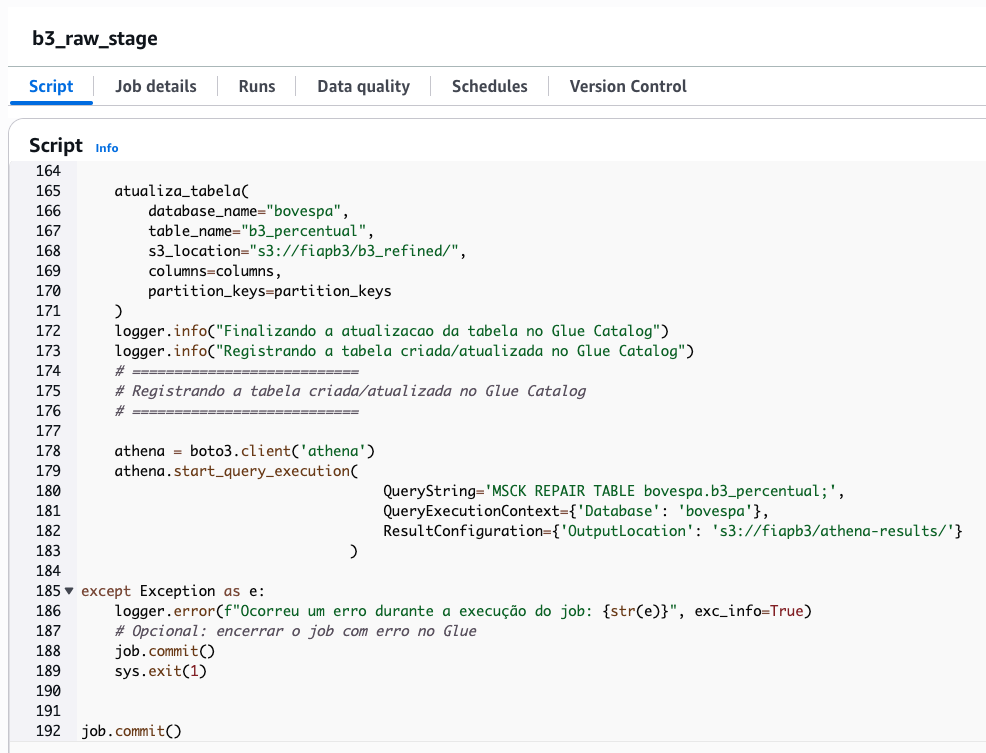 b3_raw_stage
Script Job details Runs Data quality Schedules Version Control
Script Info
164
165 atualiza_tabela(
166 database_name="bovespa",
167 table_name="b3_percentual",
168 s3_location="s3://fiapb3/b3_refined/",
169 columns=columns,
170 partition_keys=partition_keys
171 )
172 logger.info("Finalizando a atualizacao da tabela no Glue Catalog")
173 logger.info("Registrando a tabela criada/atualizada no Glue Catalog")
174 # ===========================
175 # Registrando a tabela criada/atualizada no Glue Catalog
176 # ===========================
177
178 athena = boto3.client('athena')
179 athena.start_query_execution(
180 QueryString='MSCK REPAIR TABLE bovespa.b3_percentual;',
181 QueryExecutionContext={'Database': 'bovespa'},
182 ResultConfiguration={'OutputLocation': 's3://fiapb3/athena-results/'}
183 )
184
185 except Exception as e:
186 logger.error(f"Ocorreu um erro durante a execução do job: {str(e)}", exc_info=True)
187 # Opcional: encerrar o job com erro no Glue
188 job.commit()
189 sys.exit(1)
190
191
192 job.commit()